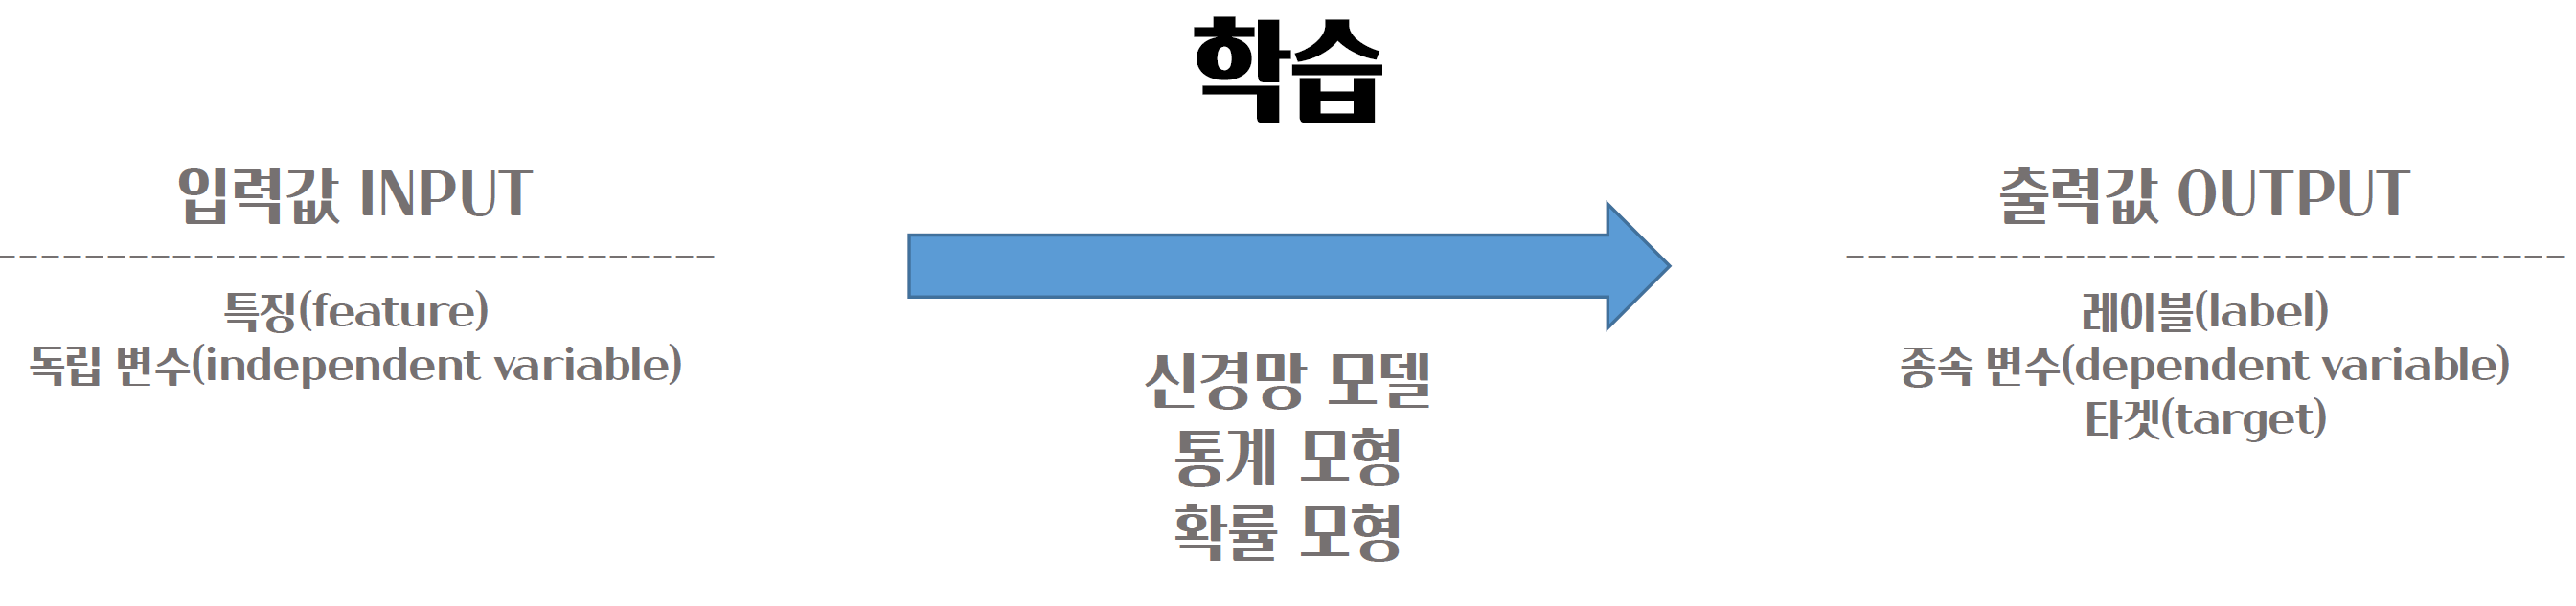 학습
입력값 INPUT
특징(feature)
독립 변수(independent variable)
신경망 모델
통계 모형
확률 모형
출력값 OUTPUT
레이블(label)
종속 변수(dependent variable)
타겟(target)